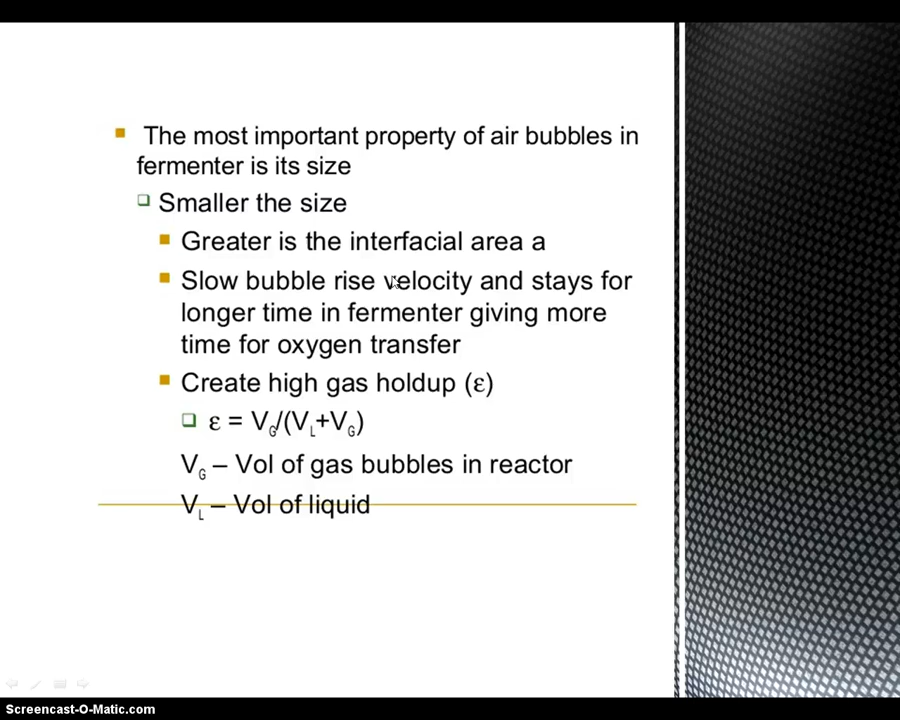 The most important property of air bubbles in
fermenter is its size
Smaller the size
Greater is the interfacial area a
Slow bubble rise velocity and stays for
longer time in fermenter giving more
time for oxygen transfer
Create high gas holdup (ε)
ε = VG/(VL+VG)
VG – Vol of gas bubbles in reactor
VL – Vol of liquid
Screencast-O-Matic.com